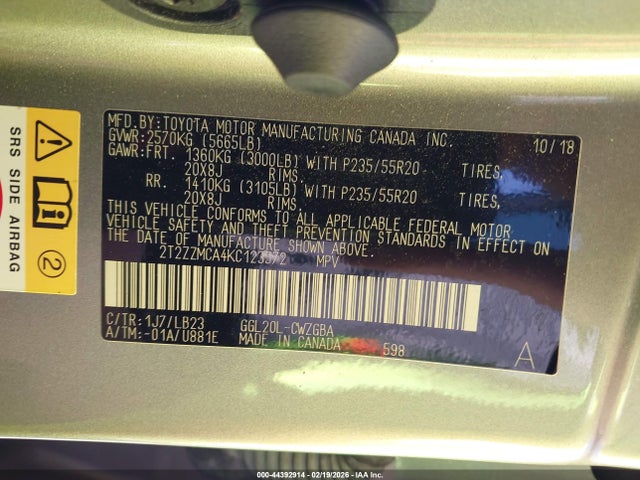 MFD.BY:TOYOTA MOTOR MANUFACTURING CANADA INC. 10/18
GVWR:2570KG (5665LB)
GAWR:FRT. 1360KG (3000LB) WITH P235/55R20 TIRES,
20X8J RIMS,
RR. 1410KG (3105LB) WITH P235/55R20 TIRES,
20X8J RIMS.
THIS VEHICLE CONFORMS TO ALL APPLICABLE FEDERAL MOTOR
VEHICLE SAFETY AND THEFT PREVENTION STANDARDS IN EFFECT ON
THE DATE OF MANUFACTURE SHOWN ABOVE.
MPV
C/TR:1J7/LB23 GGL20L-CWZGBA
A/TM:-01A/U881E MADE IN CANADA 598 A
SRS SIDE AIRBAG
2
000-44392914 - 02/19/2026 - IAA Inc.